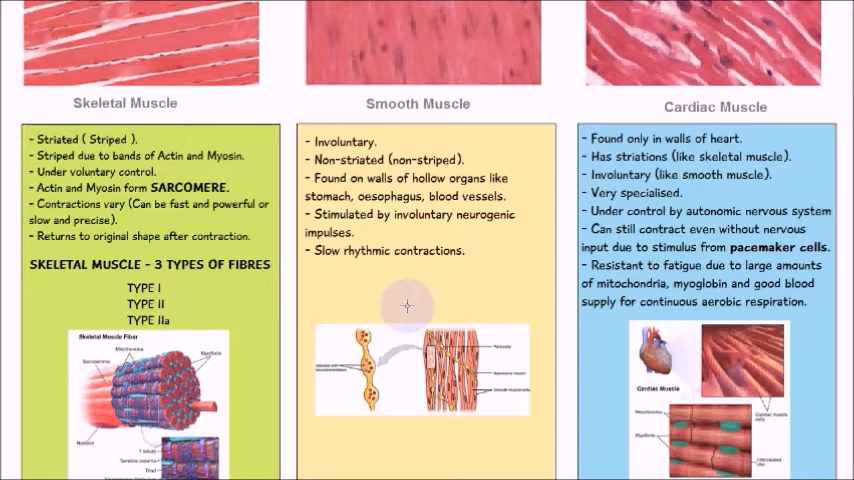 Skeletal Muscle
- Striated ( Striped ).
- Striped due to bands of Actin and Myosin.
- Under voluntary control.
- Actin and Myosin form SARCOMERE.
- Contractions vary (Can be fast and powerful or
slow and precise).
- Returns to original shape after contraction.
SKELETAL MUSCLE - 3 TYPES OF FIBRES
TYPE I
TYPE II
TYPE IIa
Skeletal Muscle Fiber
Mitochondria
Sarcolemma
Myofibrils
Nucleus
T tubule
Triad
Smooth Muscle
- Involuntary.
- Non-striated (non-striped).
- Found on walls of hollow organs like
stomach, oesophagus, blood vessels.
- Stimulated by involuntary neurogenic
impulses.
- Slow rhythmic contractions.
Varicosity
Autonomic neuron
Smooth muscle cells
Cardiac Muscle
- Found only in walls of heart.
- Has striations (like skeletal muscle).
- Involuntary (like smooth muscle).
- Very specialised.
- Under control by autonomic nervous system
- Can still contract even without nervous
input due to stimulus from pacemaker cells.
- Resistant to fatigue due to large amounts
of mitochondria, myoglobin and good blood
supply for continuous aerobic respiration.
Cardiac Muscle
Cardiac muscle
cells
Mitochondria
Myofibrils
Intercalated
disc